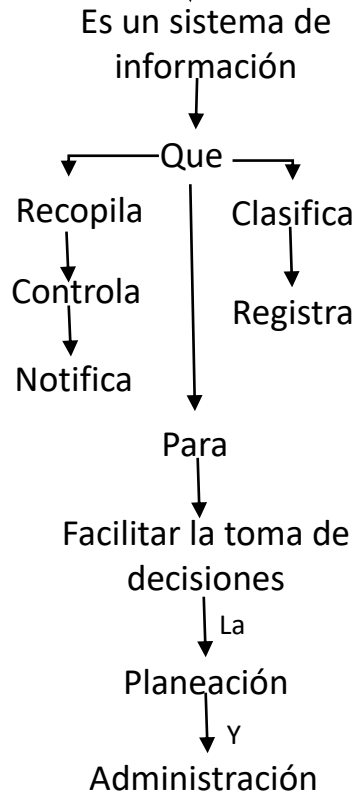 Es un sistema de
información
Que
Recopila
Clasifica
Controla
Registra
Notifica
Para
Facilitar la toma de
decisiones
La
Planeación
Y
Administración